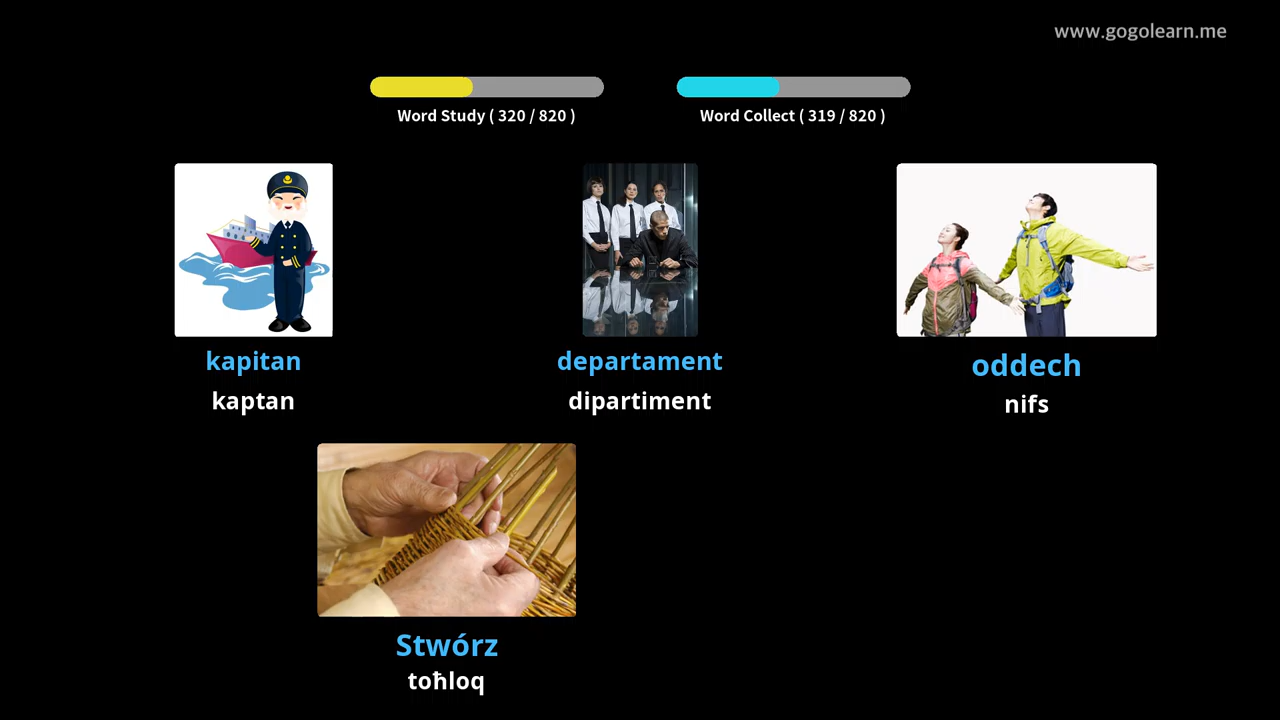 www.gogolearn.me
Word Study ( 320 / 820 )
Word Collect ( 319 / 820 )
kapitan
kaptan
departament
dipartiment
oddech
nifs
Stwórz
toħloq